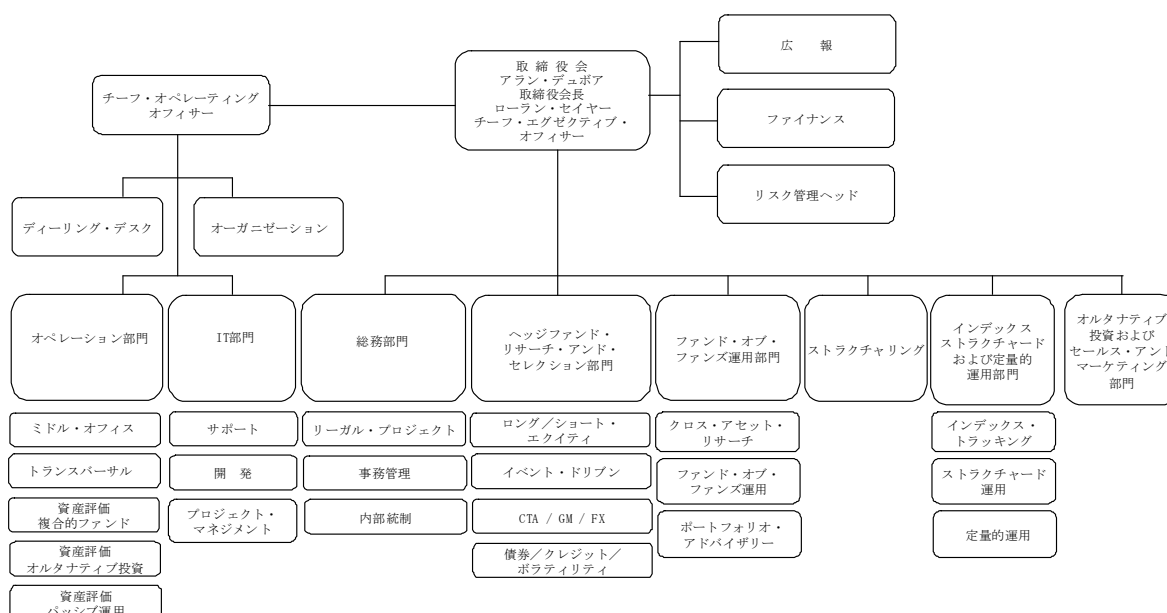 広　報
取 締 役 会
アラン・デュボア
取締役会長
ローラン・セイヤー
チーフ・エグゼクティブ・
オフィサー
チーフ・オペレーティング
オフィサー
ファイナンス
リスク管理ヘッド
ディーリング・デスク
オーガニゼーション
オペレーション部門
IT部門
総務部門
ヘッジファンド・
リサーチ・アンド・
セレクション部門
ファンド・オブ・
ファンズ運用部門
ストラクチャリング
インデックス
ストラクチャード
および定量的
運用部門
オルタナティブ
投資および
セールス・アンド
マーケティング
部門
ミドル・オフィス
トランスバーサル
資産評価
複合的ファンド
資産評価
オルタナティブ投資
資産評価
パッシブ運用
サポート
開　発
プロジェクト・
マネジメント
リーガル・プロジェクト
事務管理
内部統制
ロング／ショート・
エクイティ
イベント・ドリブン
CTA / GM / FX
債券／クレジット／
ボラティリティ
クロス・アセット・
リサーチ
ファンド・オブ・
ファンズ運用
ポートフォリオ・
アドバイザリー
インデックス・
トラッキング
ストラクチャード
運用
定量的運用